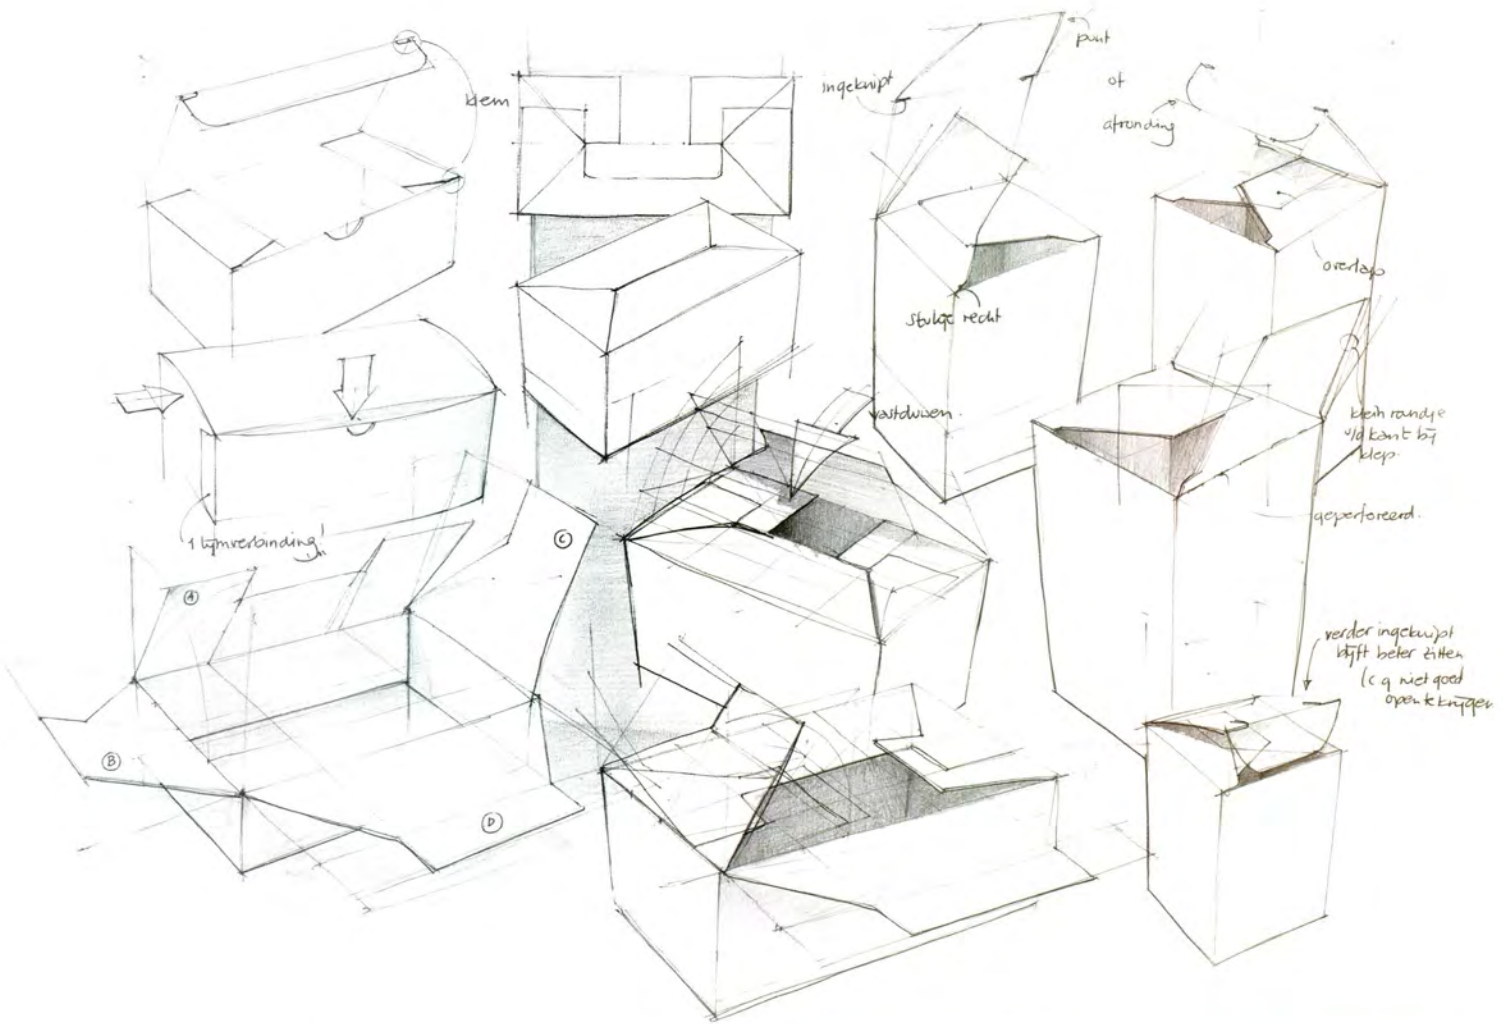 klem
ingeknipt
punt
of
afronding
overlap
stukje recht
vastduwen.
klein randje
v/d kant bij
klep.
geperforeerd.
1 lijmverbinding!
A
B
C
D
verder ingeknipt
blijft beter zitten
(c q niet goed
open te krijgen